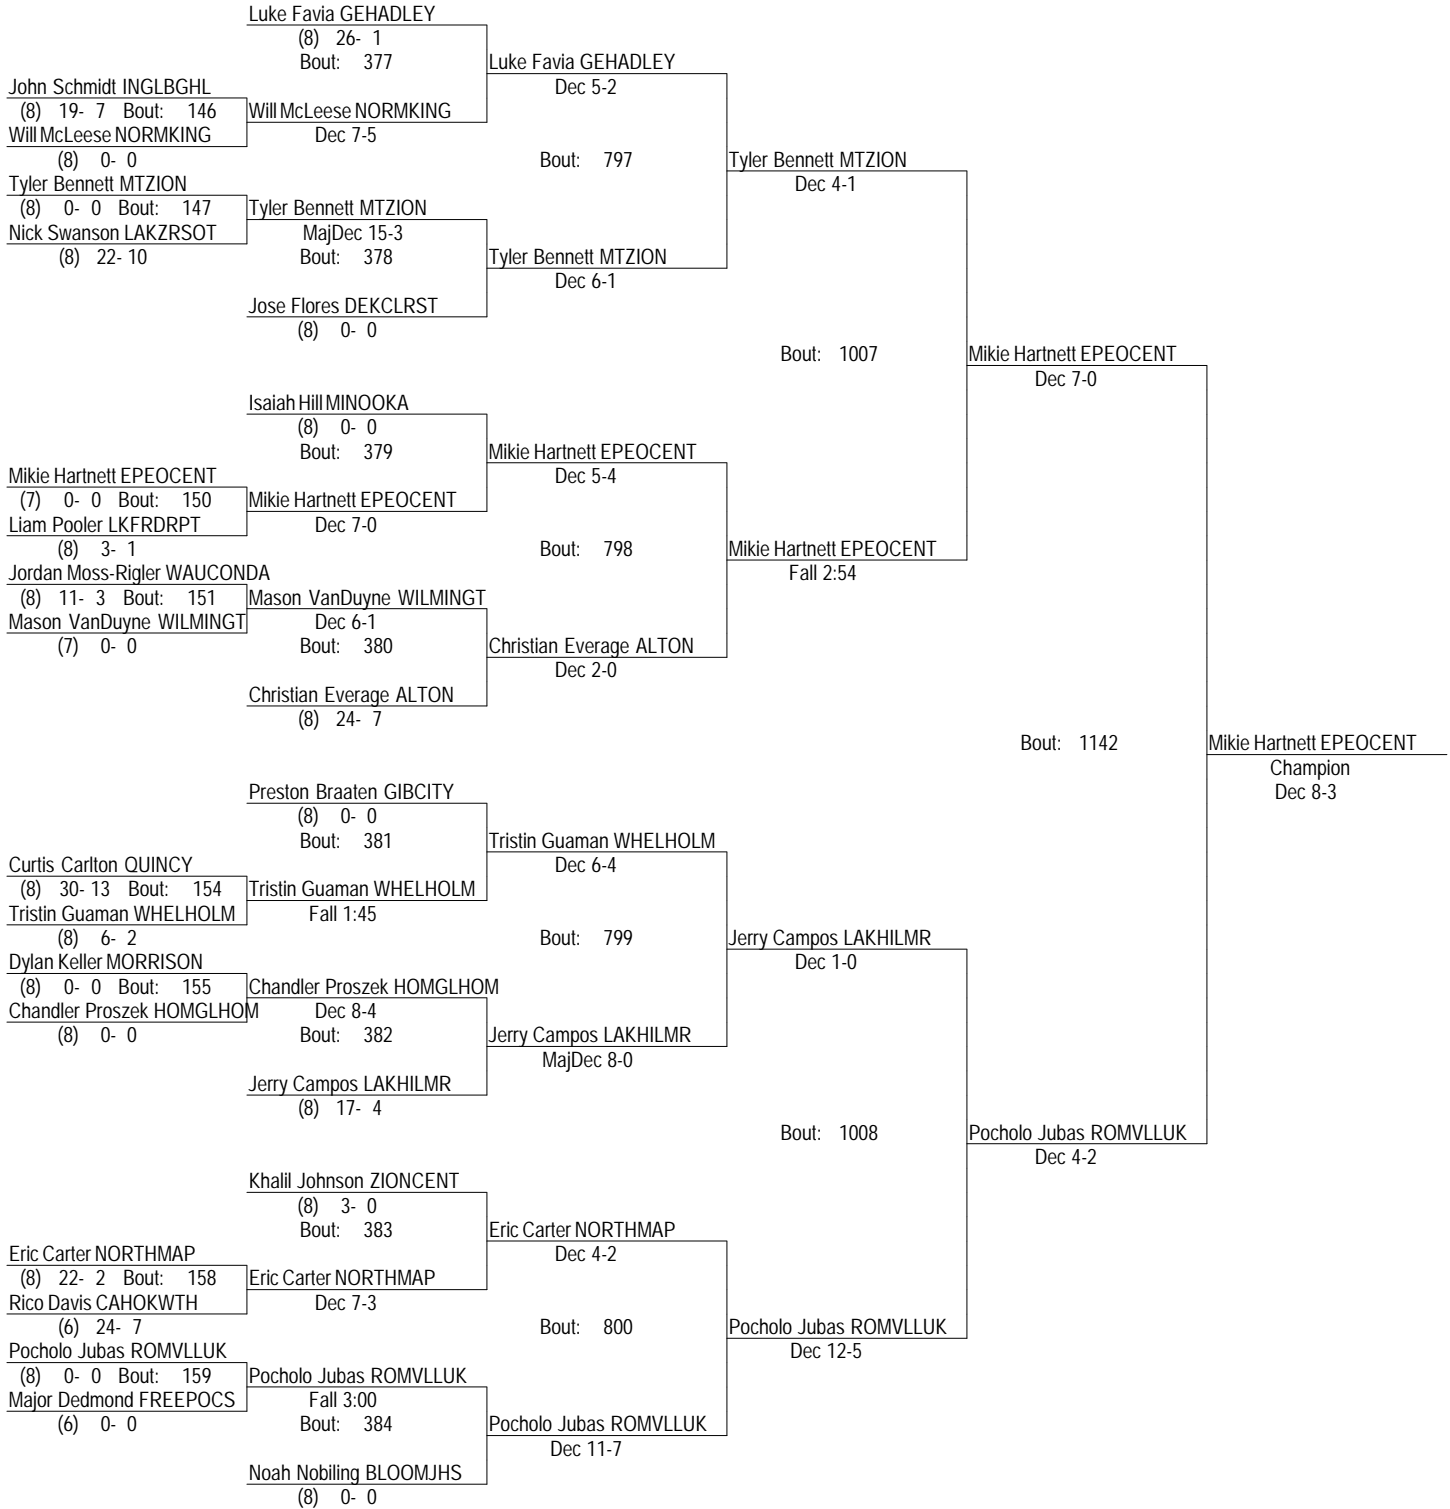 Luke Favia GEHADLEY
(8) 26- 1
Bout: 377
Luke Favia GEHADLEY
John Schmidt INGLBGHL
Dec 5-2
(8) 19- 7 Bout: 146
Will McLeese NORMKING
Will McLeese NORMKING
Dec 7-5
(8) 0- 0
Bout: 797
Tyler Bennett MTZION
Tyler Bennett MTZION
Dec 4-1
(8) 0- 0 Bout: 147
Tyler Bennett MTZION
Nick Swanson LAKZRSOT
MajDec 15-3
(8) 22- 10
Bout: 378
Tyler Bennett MTZION
Dec 6-1
Jose Flores DEKCLRST
(8) 0- 0
Bout: 1007
Mikie Hartnett EPEOCENT
Dec 7-0
Isaiah Hill MINOOKA
(8) 0- 0
Bout: 379
Mikie Hartnett EPEOCENT
Mikie Hartnett EPEOCENT
Dec 5-4
(7) 0- 0 Bout: 150
Mikie Hartnett EPEOCENT
Liam Pooler LKFRDRPT
Dec 7-0
(8) 3- 1
Bout: 798
Mikie Hartnett EPEOCENT
Jordan Moss-Rigler WAUCONDA
Fall 2:54
(8) 11- 3 Bout: 151
Mason VanDuyne WILMINGT
Mason VanDuyne WILMINGT
Dec 6-1
(7) 0- 0
Bout: 380
Christian Everage ALTON
Dec 2-0
Christian Everage ALTON
(8) 24- 7
Bout: 1142
Mikie Hartnett EPEOCENT
Champion
Dec 8-3
Preston Braaten GIBCITY
(8) 0- 0
Bout: 381
Tristin Guaman WHELHOLM
Curtis Carlton QUINCY
Dec 6-4
(8) 30- 13 Bout: 154
Tristin Guaman WHELHOLM
Tristin Guaman WHELHOLM
Fall 1:45
(8) 6- 2
Bout: 799
Jerry Campos LAKHILMR
Dylan Keller MORRISON
Dec 1-0
(8) 0- 0 Bout: 155
Chandler Proszek HOMGLHOM
Chandler Proszek HOMGLHOM
Dec 8-4
(8) 0- 0
Bout: 382
Jerry Campos LAKHILMR
MajDec 8-0
Jerry Campos LAKHILMR
(8) 17- 4
Bout: 1008
Pocholo Jubas ROMVLLUK
Dec 4-2
Khalil Johnson ZIONCENT
(8) 3- 0
Bout: 383
Eric Carter NORTHMAP
Eric Carter NORTHMAP
Dec 4-2
(8) 22- 2 Bout: 158
Eric Carter NORTHMAP
Rico Davis CAHOKWTH
Dec 7-3
(6) 24- 7
Bout: 800
Pocholo Jubas ROMVLLUK
Pocholo Jubas ROMVLLUK
Dec 12-5
(8) 0- 0 Bout: 159
Pocholo Jubas ROMVLLUK
Major Dedmond FREEPOCS
Fall 3:00
(6) 0- 0
Bout: 384
Pocholo Jubas ROMVLLUK
Dec 11-7
Noah Nobiling BLOOMJHS
(8) 0- 0